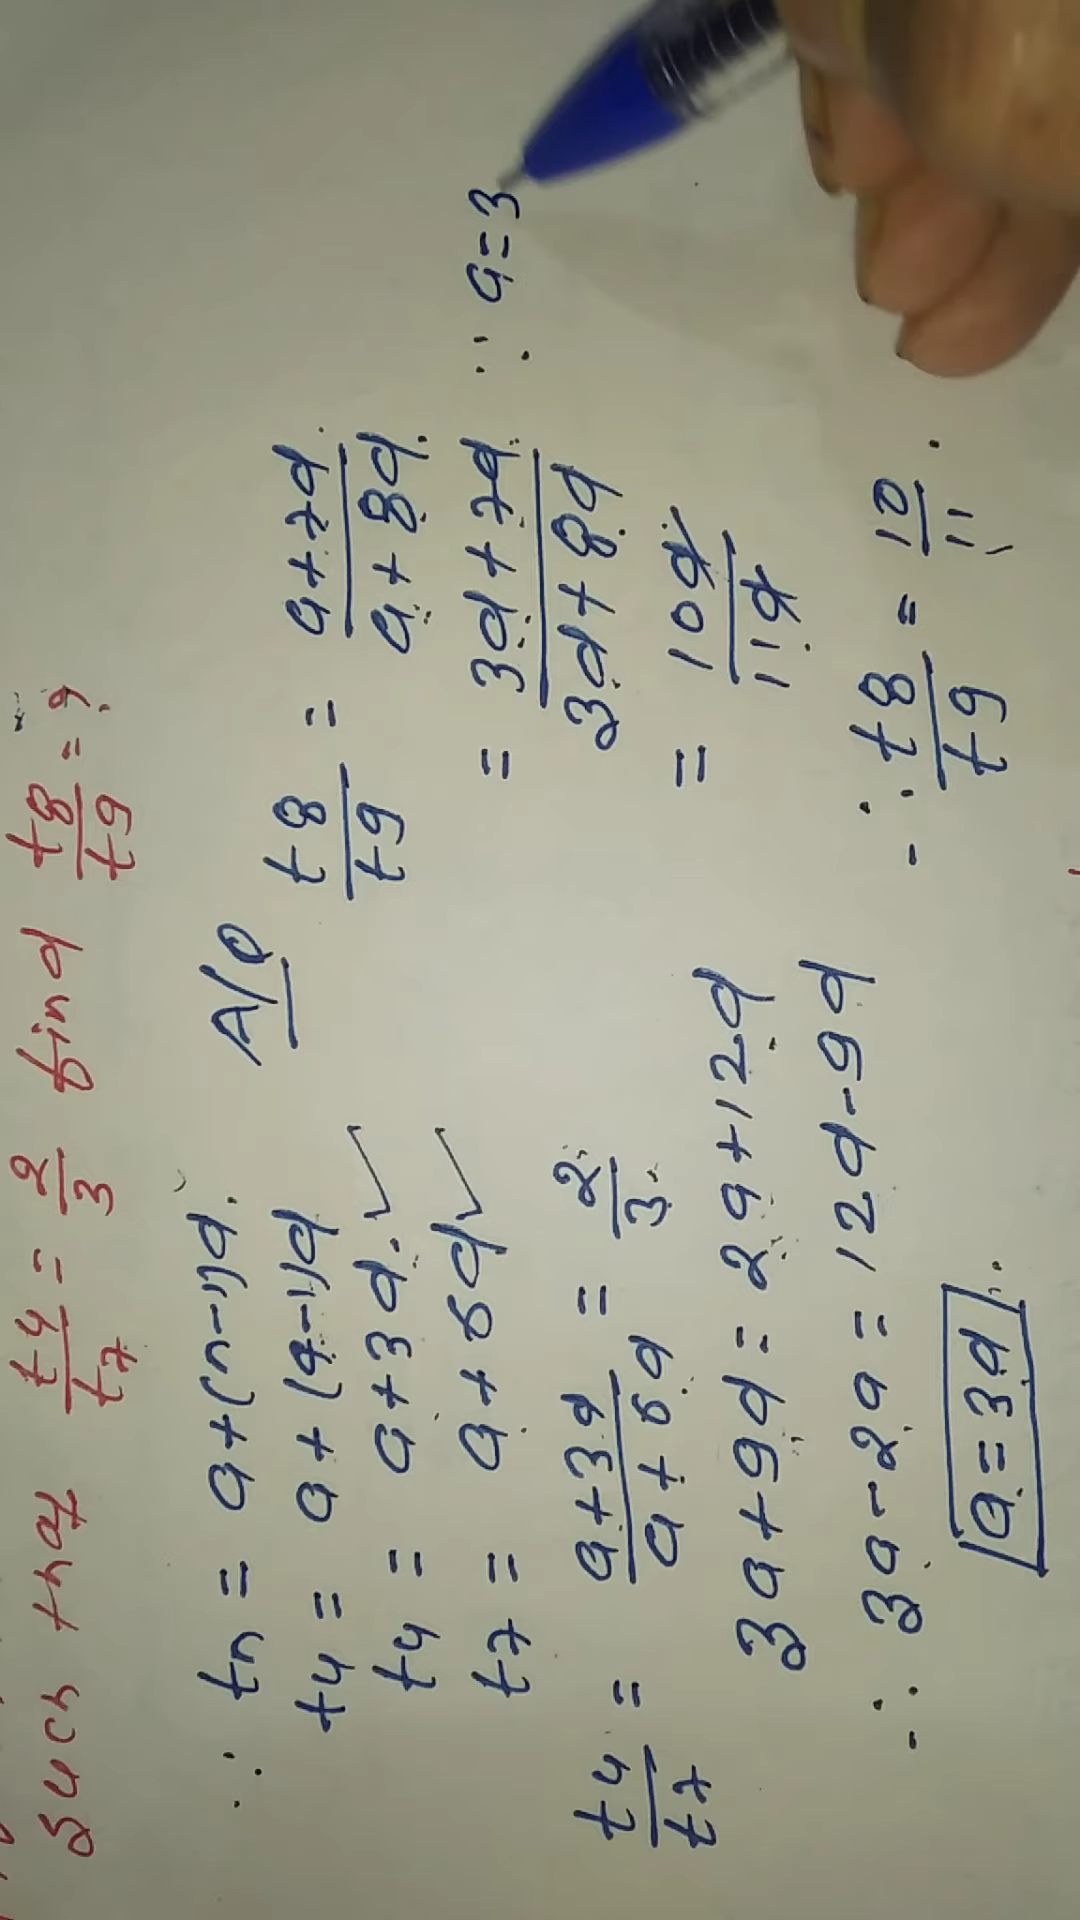 such that t4/t7 = 2/3 find t8/t9 = ?
∴ tn = a+(n-1)d.
t4 = a+(4-1)d
t4 = a+3d.
t7 = a+6d
t4/t7 = (a+3d)/(a+6d) = 2/3
3a+9d = 2a+12d
∴ 3a-2a = 12d-9d
a=3d
A/Q
t8/t9 = (a+7d)/(a+8d)
= (3d+7d)/(3d+8d) ∵ a=3
= 10d/11d
∴ t8/t9 = 10/11